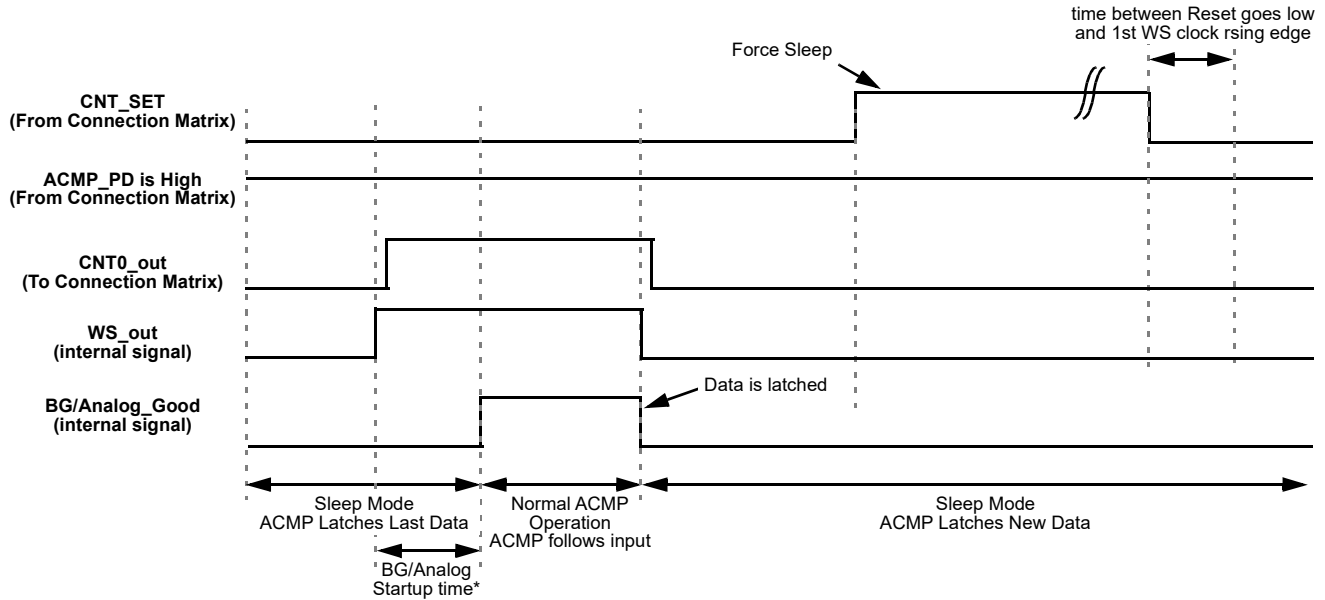 time between Reset goes low
and 1st WS clock rsing edge
Force Sleep
CNT_SET
(From Connection Matrix)
ACMP_PD is High
(From Connection Matrix)
CNT0_out
(To Connection Matrix)
WS_out
(internal signal)
Data is latched
BG/Analog_Good
(internal signal)
Sleep Mode
ACMP Latches Last Data
Normal ACMP
Operation
ACMP follows input
Sleep Mode
ACMP Latches New Data
BG/Analog
Startup time*